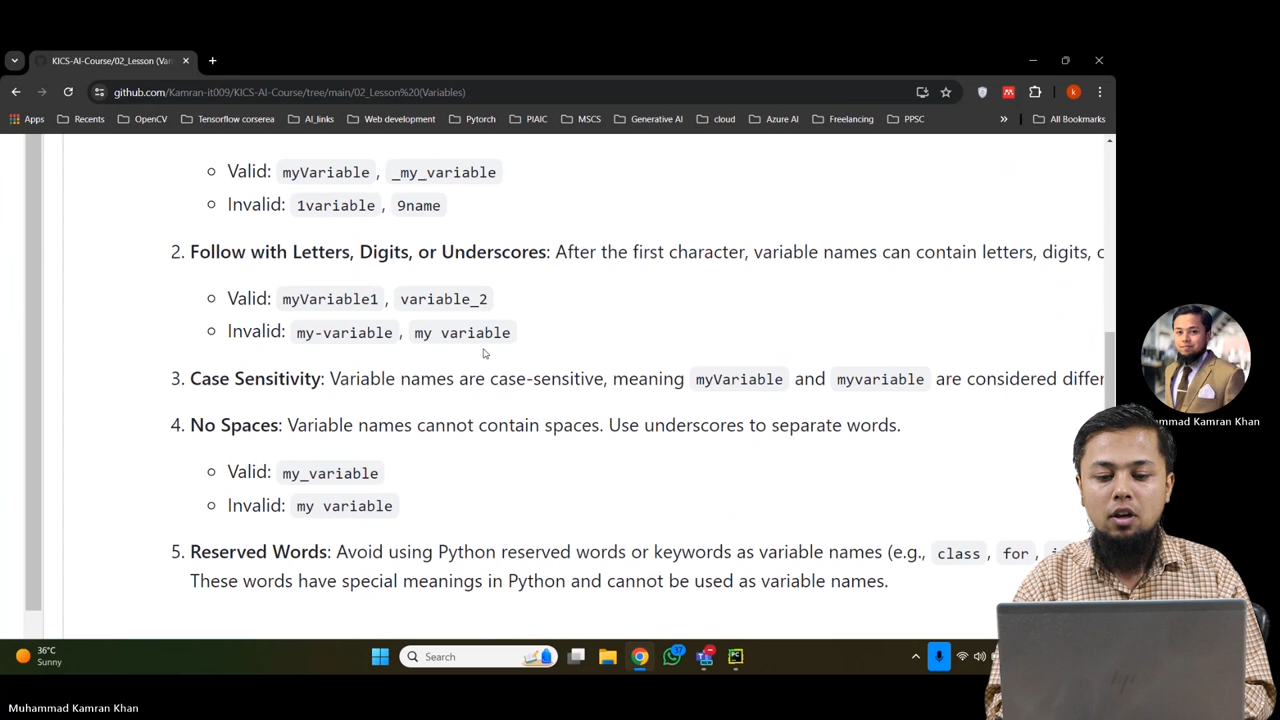 KICS-AI-Course/02_Lesson (Var
github.com/Kamran-it009/KICS-AI-Course/tree/main/02_Lesson%20(Variables)
k
Apps Recents OpenCV Tensorflow corserea AI_links Web development Pytorch PIAIC MSCS Generative AI cloud Azure AI Freelancing PPSC » All Bookmarks
Valid: myVariable, _my_variable
Invalid: 1variable, 9name
2. Follow with Letters, Digits, or Underscores: After the first character, variable names can contain letters, digits,
Valid: myVariable1, variable_2
Invalid: my-variable, my variable
3. Case Sensitivity: Variable names are case-sensitive, meaning myVariable and myvariable are considered differ
4. No Spaces: Variable names cannot contain spaces. Use underscores to separate words.
Valid: my_variable
Invalid: my variable
5. Reserved Words: Avoid using Python reserved words or keywords as variable names (e.g., class, for,
These words have special meanings in Python and cannot be used as variable names.
ammad Kamran Khan
36°C
Sunny
Search
37
PC
Muhammad Kamran Khan